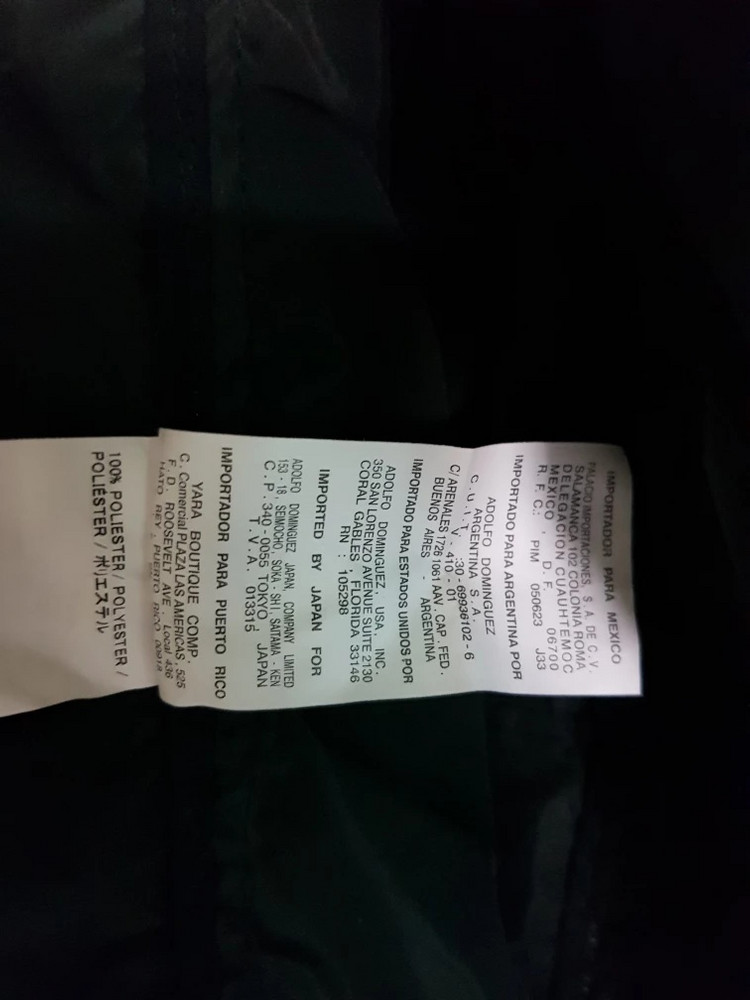 IMPORTADOR PARA MEXICO
PALACIO IMPORTACIONES, S. A. DE C.V.
SALAMANCA 102 COLONIA ROMA
DELEGACION CUAUHTEMOC
MEXICO D. F. 06700
R. F. C.: PIM 050623 J33
IMPORTADO PARA ARGENTINA POR
ADOLFO DOMINGUEZ
ARGENTINA S. A.
C.U.I.T.V. :30-69936102-6
4107-01
C/ ARENALES 1726 1061 AAV. CAP. FED.
BUENOS AIRES - ARGENTINA
IMPORTADO PARA ESTADOS UNIDOS POR
ADOLFO DOMINGUEZ, USA, INC.
350 SAN LORENZO AVENUE SUITE 2130
CORAL GABLES, FLORIDA 33146
RN : 105298
IMPORTED BY JAPAN FOR
ADOLFO DOMINGUEZ JAPAN, COMPANY LIMITED
153-18, SEIMOCHO, SOKA-SHI, SAITAMA-KEN
C.P. 340-0055 TOKYO, JAPAN
T.V.A. 013315
IMPORTADOR PARA PUERTO RICO
YARA BOUTIQUE COMP.
C. Comercial PLAZA LAS AMERICAS, 525
F. D. ROOSEVELT AVE. Local 436
HATO REY, PUERTO RICO 00918
100% POLIESTER / POLYESTER /
POLIÉSTER / ポリエステル